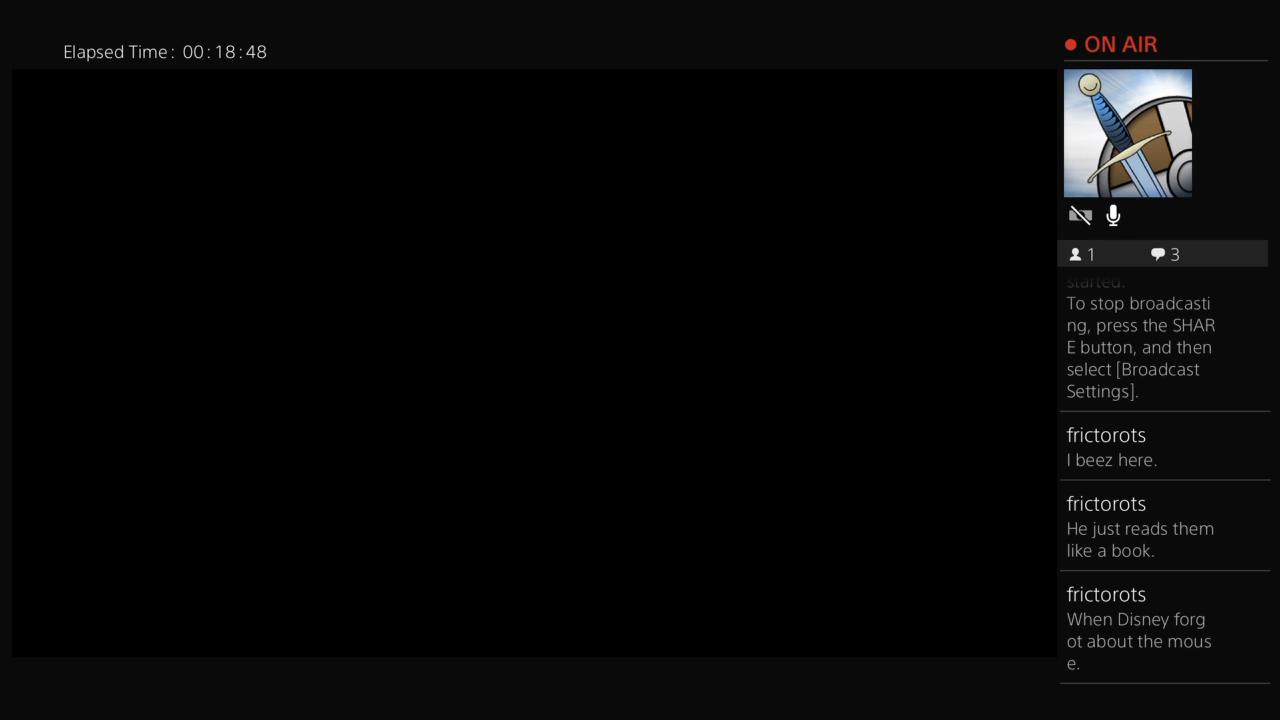 Elapsed Time: 00:18:48
ON AIR
1 3
started.
To stop broadcasti
ng, press the SHAR
E button, and then
select [Broadcast
Settings].
frictorots
I beez here.
frictorots
He just reads them
like a book.
frictorots
When Disney forg
ot about the mous
e.